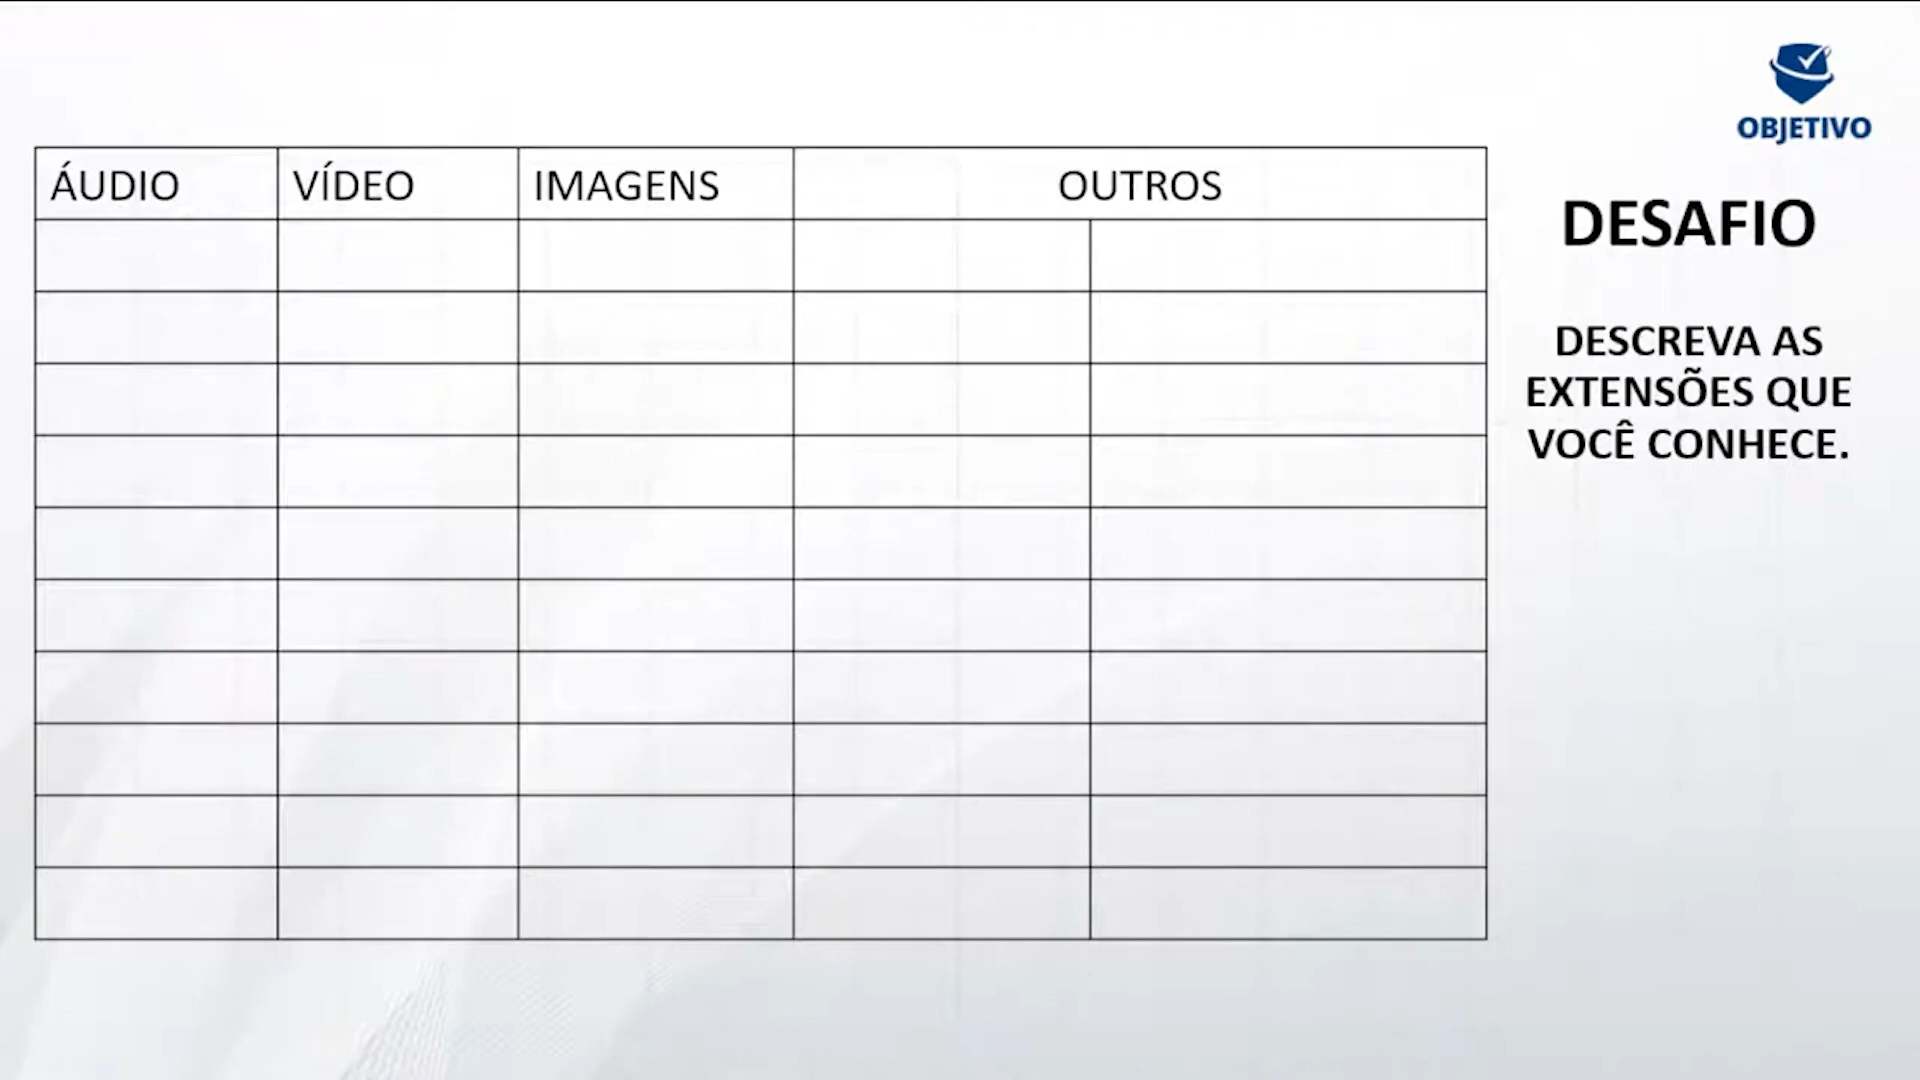 OBJETIVO
ÁUDIO VÍDEO IMAGENS OUTROS
DESAFIO
DESCREVA AS
EXTENSÕES QUE
VOCÊ CONHECE.